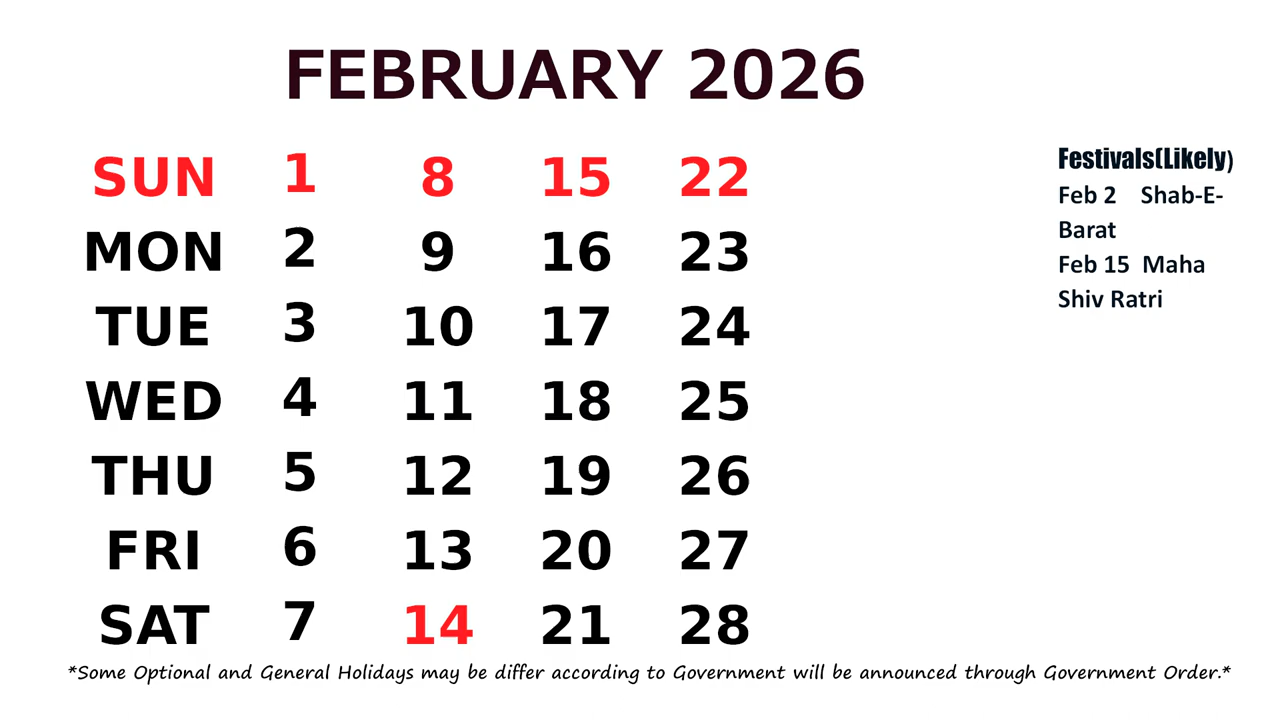 FEBRUARY 2026
SUN 1 8 15 22
MON 2 9 16 23
TUE 3 10 17 24
WED 4 11 18 25
THU 5 12 19 26
FRI 6 13 20 27
SAT 7 14 21 28
Festivals(Likely)
Feb 2 Shab-E-
Barat
Feb 15 Maha
Shiv Ratri
*Some Optional and General Holidays may be differ according to Government will be announced through Government Order.*